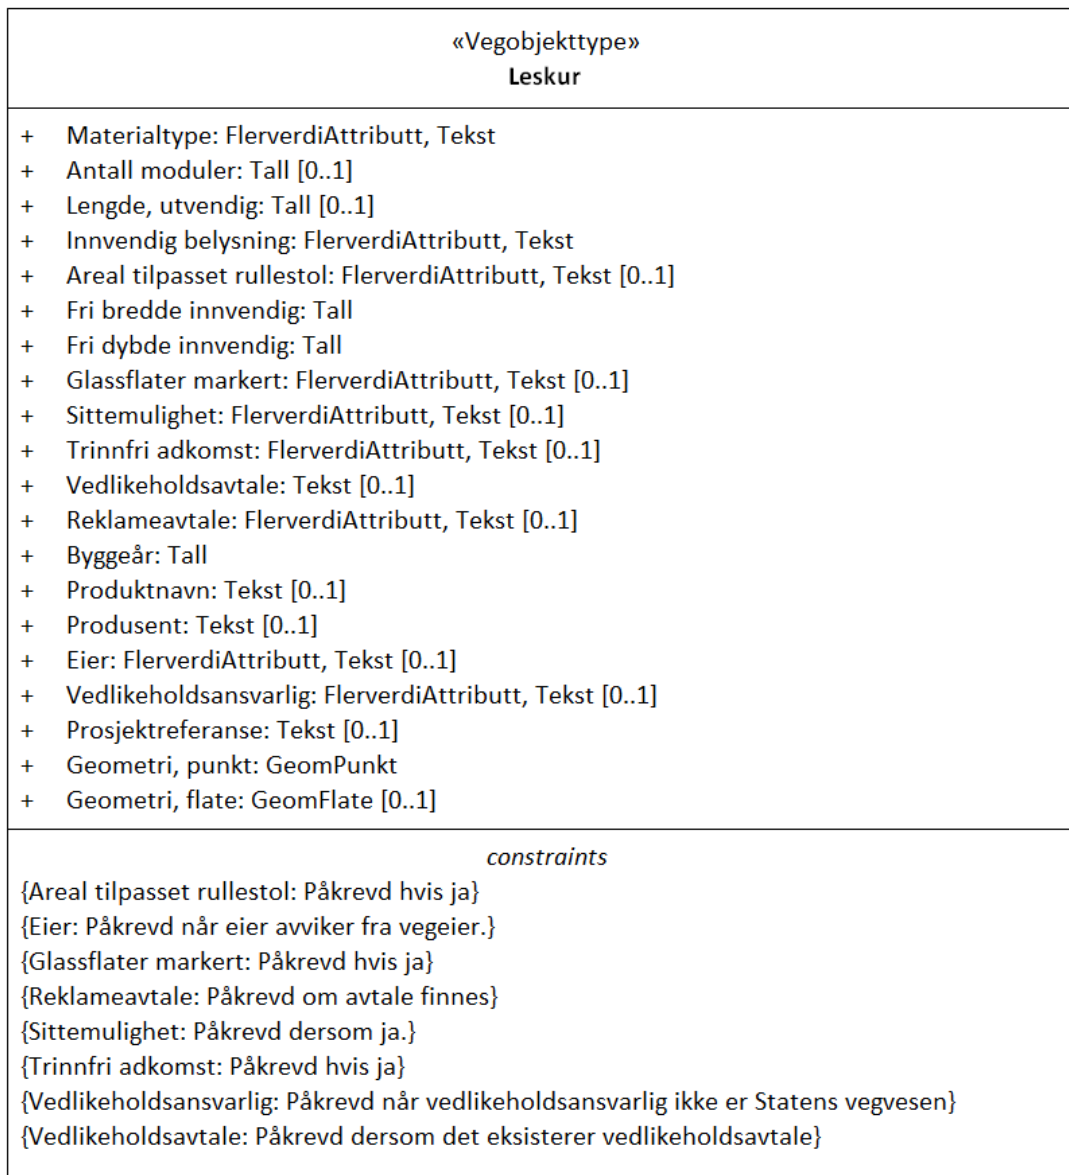 «Vegobjekttype»
Leskur
+ Materialtype: FlerverdiAttributt, Tekst
+ Antall moduler: Tall [0..1]
+ Lengde, utvendig: Tall [0..1]
+ Innvendig belysning: FlerverdiAttributt, Tekst
+ Areal tilpasset rullestol: FlerverdiAttributt, Tekst [0..1]
+ Fri bredde innvendig: Tall
+ Fri dybde innvendig: Tall
+ Glassflater markert: FlerverdiAttributt, Tekst [0..1]
+ Sittemulighet: FlerverdiAttributt, Tekst [0..1]
+ Trinnfri adkomst: FlerverdiAttributt, Tekst [0..1]
+ Vedlikeholdsavtale: Tekst [0..1]
+ Reklameavtale: FlerverdiAttributt, Tekst [0..1]
+ Byggeår: Tall
+ Produktnavn: Tekst [0..1]
+ Produsent: Tekst [0..1]
+ Eier: FlerverdiAttributt, Tekst [0..1]
+ Vedlikeholdsansvarlig: FlerverdiAttributt, Tekst [0..1]
+ Prosjektreferanse: Tekst [0..1]
+ Geometri, punkt: GeomPunkt
+ Geometri, flate: GeomFlate [0..1]
constraints
{Areal tilpasset rullestol: Påkrevd hvis ja}
{Eier: Påkrevd når eier avviker fra vegeier.}
{Glassflater markert: Påkrevd hvis ja}
{Reklameavtale: Påkrevd om avtale finnes}
{Sittemulighet: Påkrevd dersom ja.}
{Trinnfri adkomst: Påkrevd hvis ja}
{Vedlikeholdsansvarlig: Påkrevd når vedlikeholdsansvarlig ikke er Statens vegvesen}
{Vedlikeholdsavtale: Påkrevd dersom det eksisterer vedlikeholdsavtale}